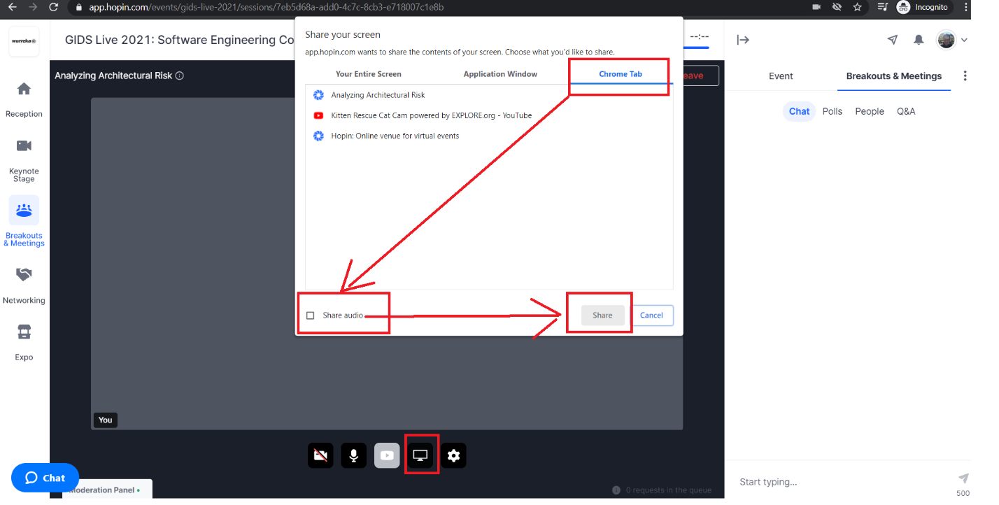 app.hopin.com/events/gids-live-2021/sessions/7eb5d68a-add0-4c7c-8cb3-e718007c1e8b
Incognito
wurreka
GIDS Live 2021: Software Engineering Co
--:--
Share your screen
app.hopin.com wants to share the contents of your screen. Choose what you'd like to share.
Your Entire Screen
Application Window
Chrome Tab
Analyzing Architectural Risk
Kitten Rescue Cat Cam powered by EXPLORE.org - YouTube
Hopin: Online venue for virtual events
Share audio
Share
Cancel
Analyzing Architectural Risk
eave
Reception
Keynote
Stage
Breakouts
& Meetings
Networking
Expo
You
Chat
Moderation Panel
0 requests in the queue
Event
Breakouts & Meetings
Chat
Polls
People
Q&A
Start typing...
500